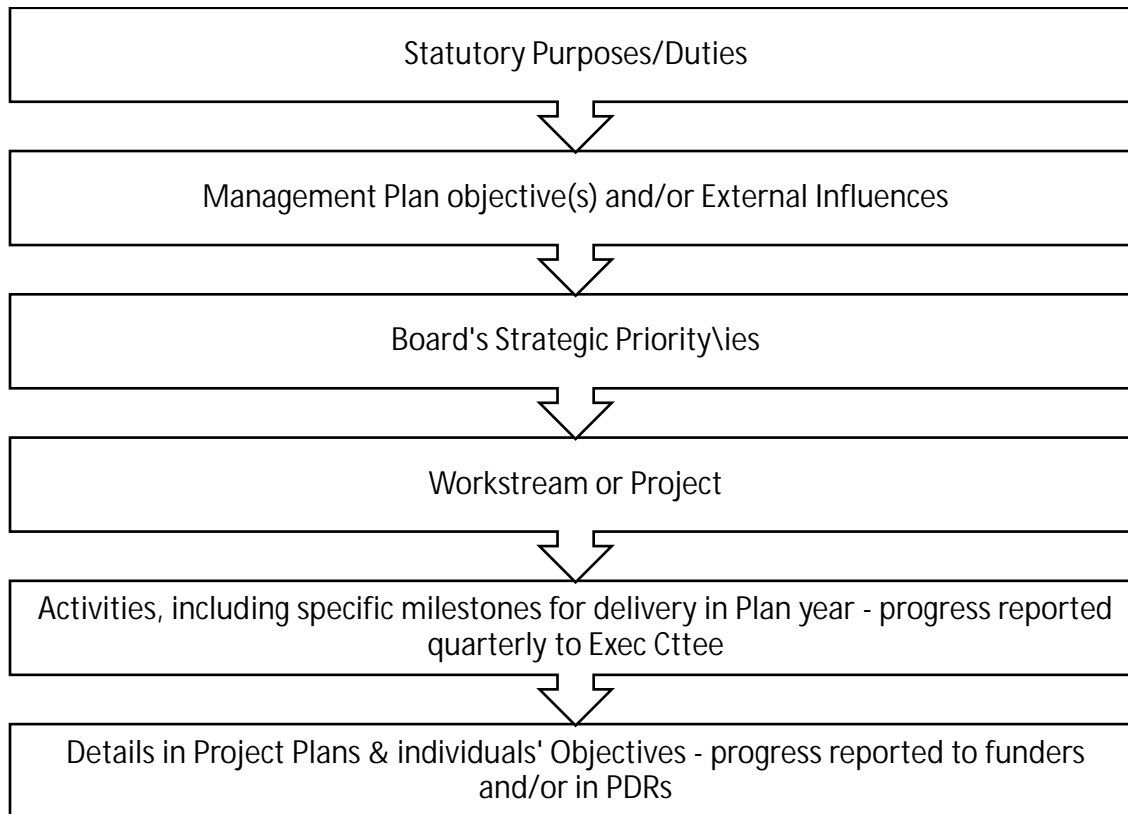 Statutory Purposes/Duties
Management Plan objective(s) and/or External Influences
Board's Strategic Priority\ies
Workstream or Project
Activities, including specific milestones for delivery in Plan year - progress reported
quarterly to Exec Cttee
Details in Project Plans & individuals' Objectives - progress reported to funders
and/or in PDRs